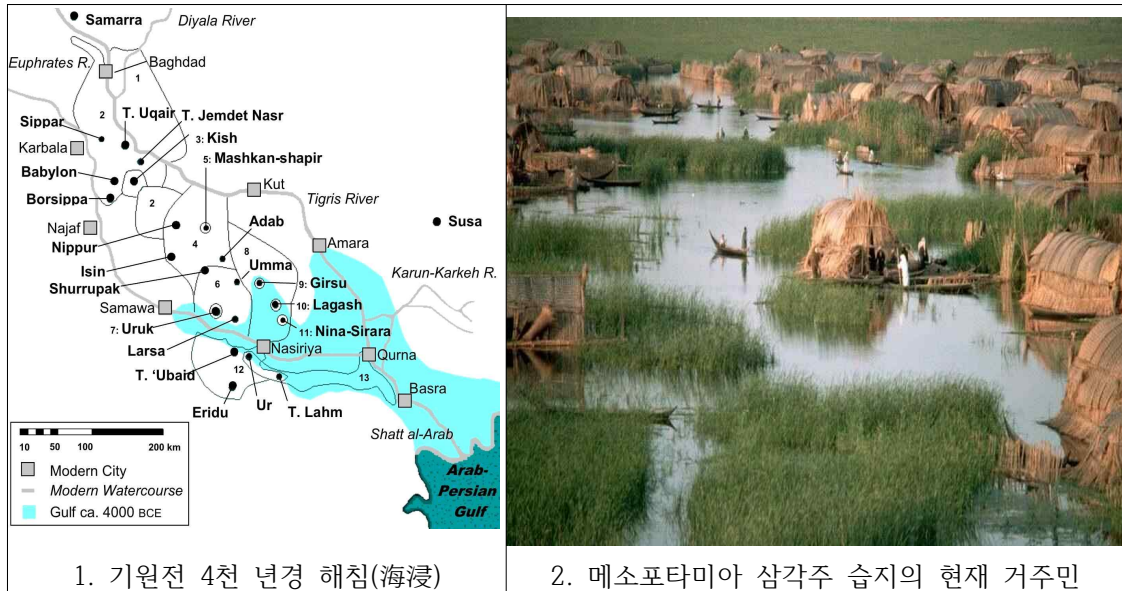 Samarra
Diyala River
Euphrates R.
Baghdad
1
2
T. Uqair
T. Jemdet Nasr
Sippar
3: Kish
Karbala
5: Mashkan-shapir
Babylon
Kut
Borsippa
2
Tigris River
Najaf
Adab
Susa
Nippur
4
8
Amara
Isin
Umma
Karun-Karkeh R.
Shurrupak
6
9: Girsu
Samawa
10: Lagash
7: Uruk
11: Nina-Sirara
Larsa
Nasiriya
Qurna
T. ‘Ubaid
12
13
Basra
Eridu
Ur
T. Lahm
Shatt al-Arab
10 50 100 200 km
Modern City
Modern Watercourse
Gulf ca. 4000 BCE
Arab-
Persian
Gulf
1. 기원전 4천 년경 해침(海浸)
2. 메소포타미아 삼각주 습지의 현재 거주민